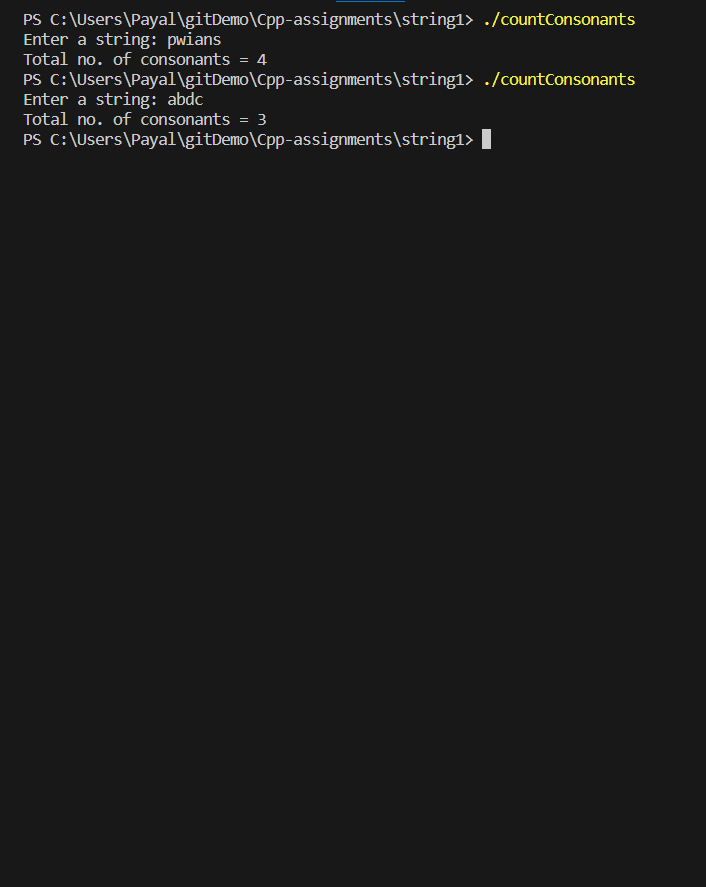 PS C:\Users\Payal\gitDemo\Cpp-assignments\string1> ./countConsonants
Enter a string: pwians
Total no. of consonants = 4
PS C:\Users\Payal\gitDemo\Cpp-assignments\string1> ./countConsonants
Enter a string: abdc
Total no. of consonants = 3
PS C:\Users\Payal\gitDemo\Cpp-assignments\string1>